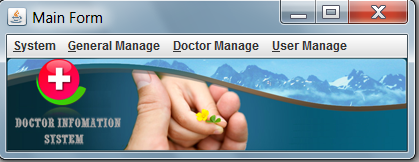 Main Form
System General Manage Doctor Manage User Manage
DOCTOR INFOMATION
SYSTEM